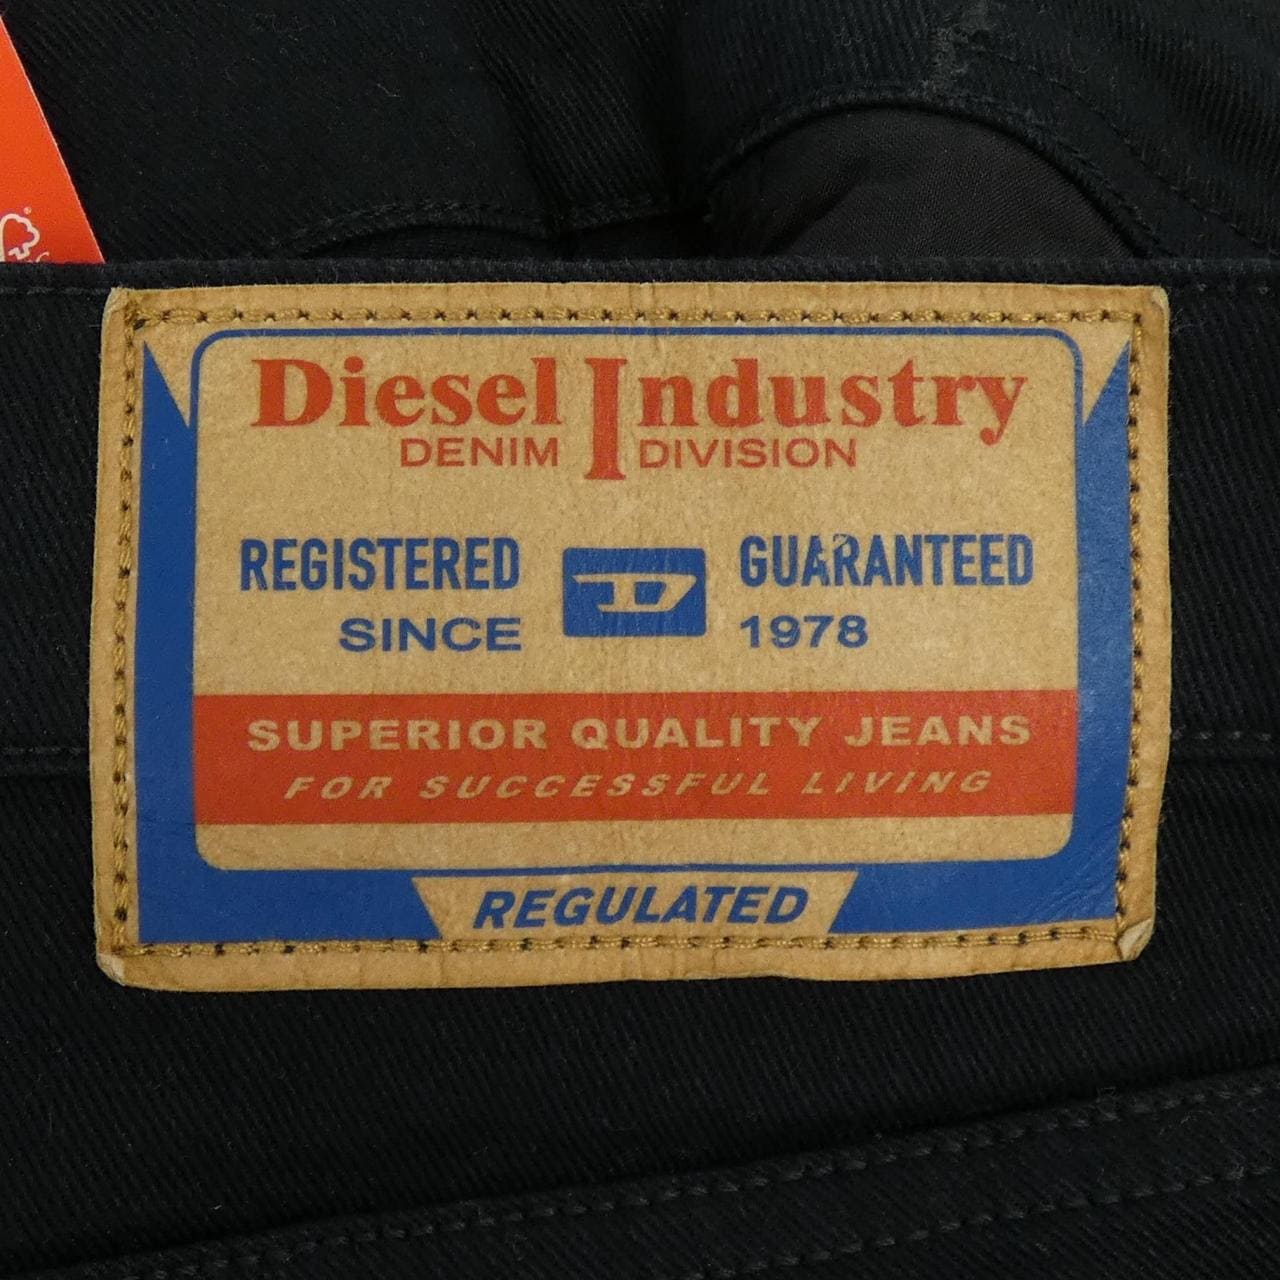 Diesel Industry
DENIM DIVISION
REGISTERED D GUARANTEED
SINCE 1978
SUPERIOR QUALITY JEANS
FOR SUCCESSFUL LIVING
REGULATED